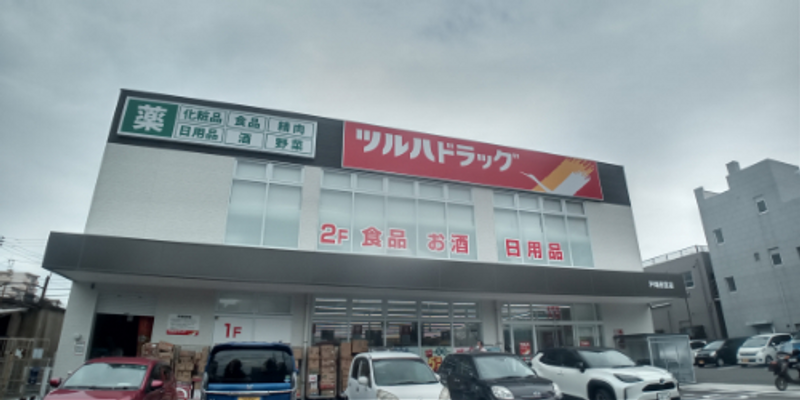 薬
化粧品 食品 精肉
日用品 酒 野菜
ツルハドラッグ
2F 食品 お酒 日用品
1F